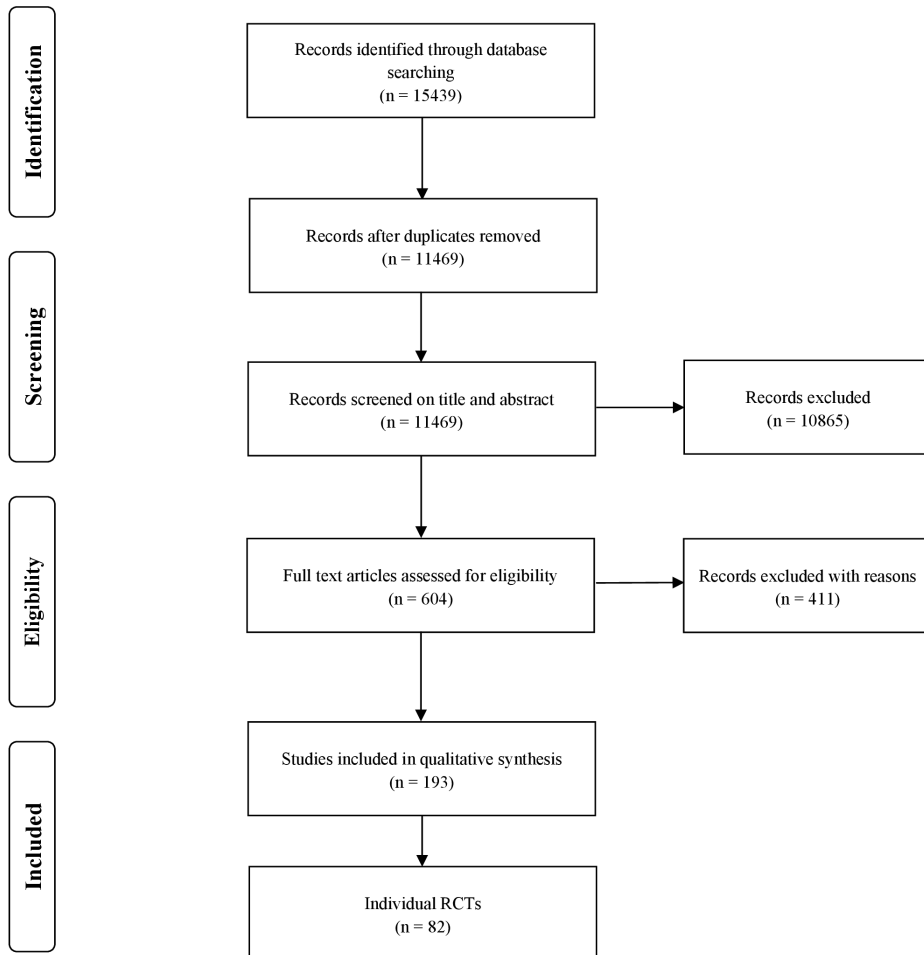 Identification
Records identified through database
searching
(n = 15439)
Records after duplicates removed
(n = 11469)
Screening
Records screened on title and abstract
(n = 11469)
Records excluded
(n = 10865)
Eligibility
Full text articles assessed for eligibility
(n = 604)
Records excluded with reasons
(n = 411)
Included
Studies included in qualitative synthesis
(n = 193)
Individual RCTs
(n = 82)